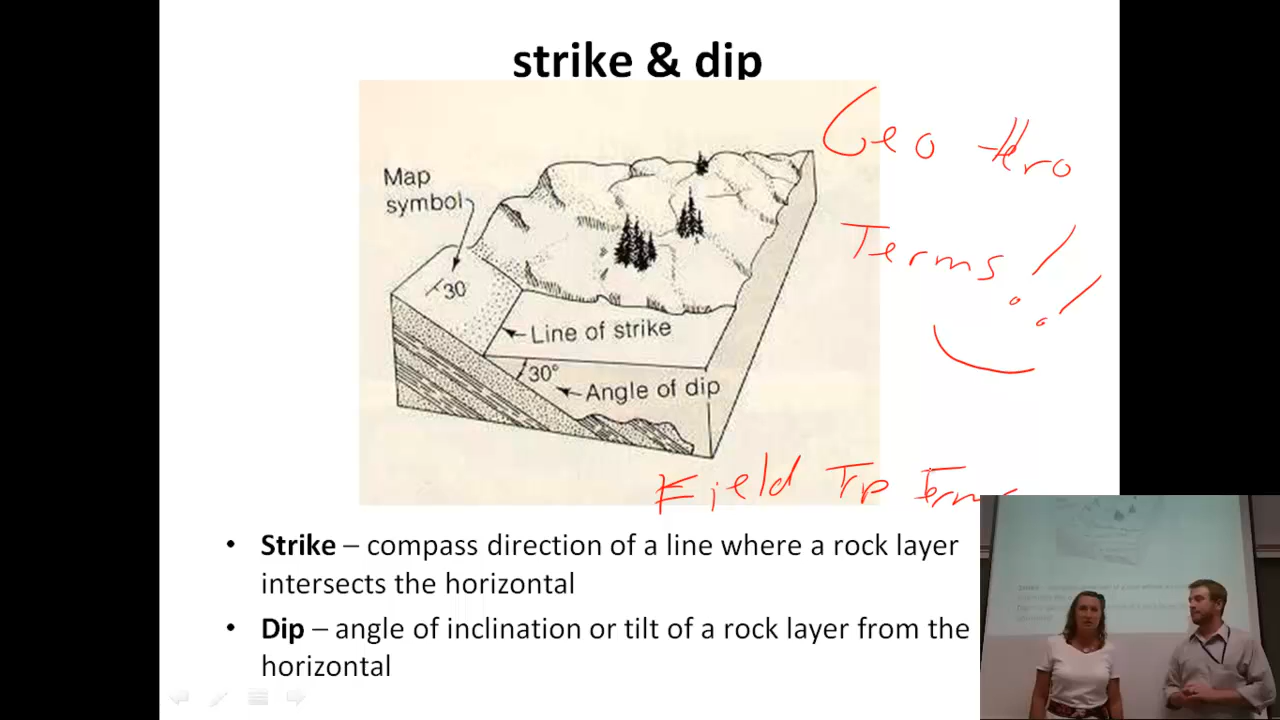 strike & dip
Geo Hero
Terms!!
Map
symbol
30
Line of strike
30°
Angle of dip
Field Trip Terms
• Strike – compass direction of a line where a rock layer
intersects the horizontal
• Dip – angle of inclination or tilt of a rock layer from the
horizontal